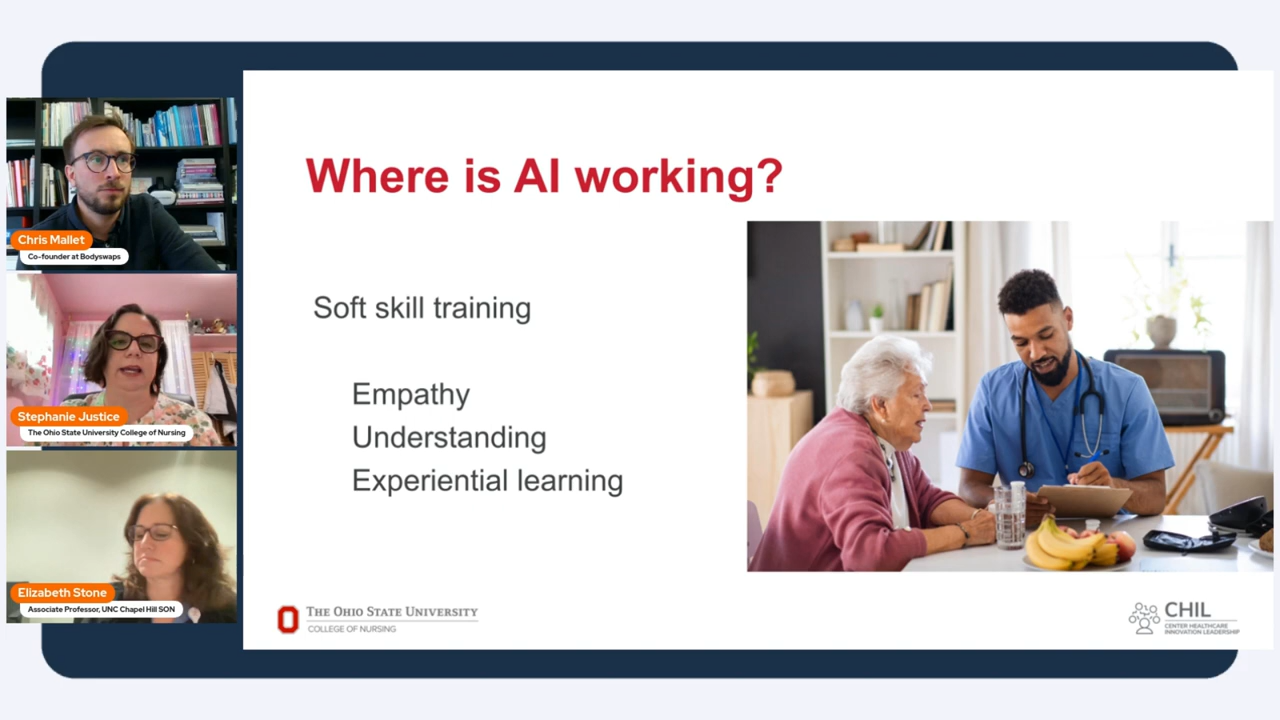 Chris Mallet
Co-founder at Bodyswaps
Stephanie Justice
The Ohio State University College of Nursing
Elizabeth Stone
Associate Professor, UNC Chapel Hill SON
Where is AI working?
Soft skill training
Empathy
Understanding
Experiential learning
THE OHIO STATE UNIVERSITY
COLLEGE OF NURSING
CHIL
CENTER HEALTHCARE
INNOVATION LEADERSHIP